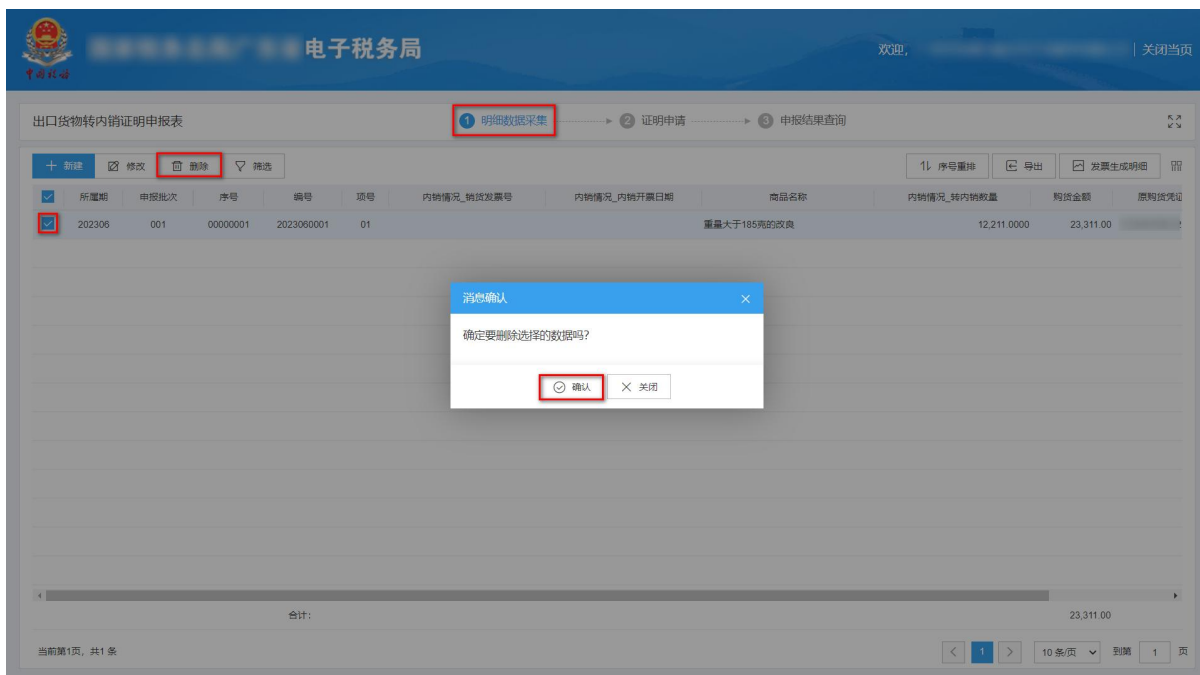 电子税务局
欢迎,
关闭当页
中国税务
出口货物转内销证明申报表
1 明细数据采集
2 证明申请
3 申报结果查询
新建 修改 删除 筛选
序号重排 导出 发票生成明细
所属期 申报批次 序号 编号 项号 内销情况_销货发票号 内销情况_内销开票日期 商品名称 内销情况_转内销数量 购货金额 原购货凭证
202306 001 00000001 2023060001 01 重量大于185克的改良 12,211.0000 23,311.00
消息确认
确定要删除选择的数据吗?
确认 关闭
合计: 23,311.00
当前第1页, 共1 条
1 10 条/页 到第 1 页